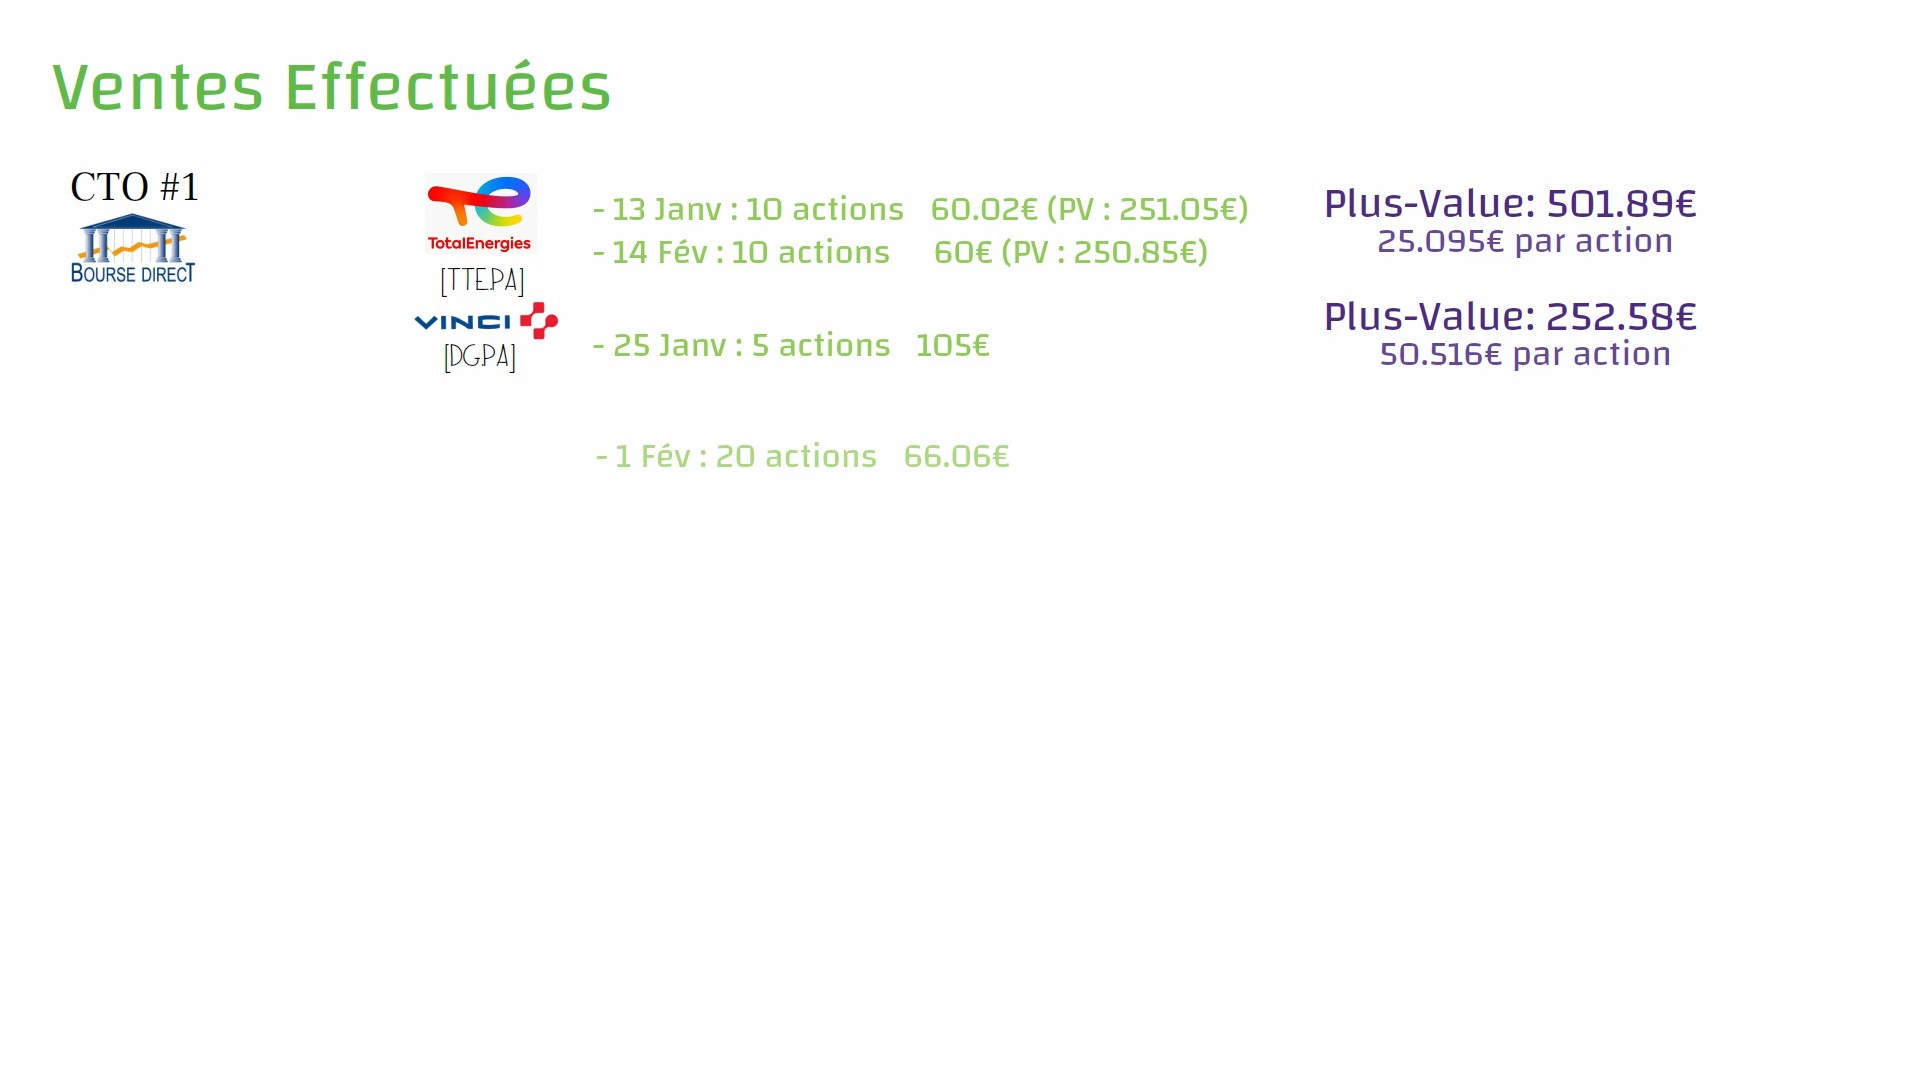 Ventes Effectuées
CTO #1
BOURSE DIRECT
TotalEnergies
[TTE.PA]
- 13 Janv : 10 actions 60.02€ (PV : 251.05€)
- 14 Fév : 10 actions 60€ (PV : 250.85€)
Plus-Value: 501.89€
25.095€ par action
VINCI
[DG.PA]
- 25 Janv : 5 actions 105€
Plus-Value: 252.58€
50.516€ par action
- 1 Fév : 20 actions 66.06€